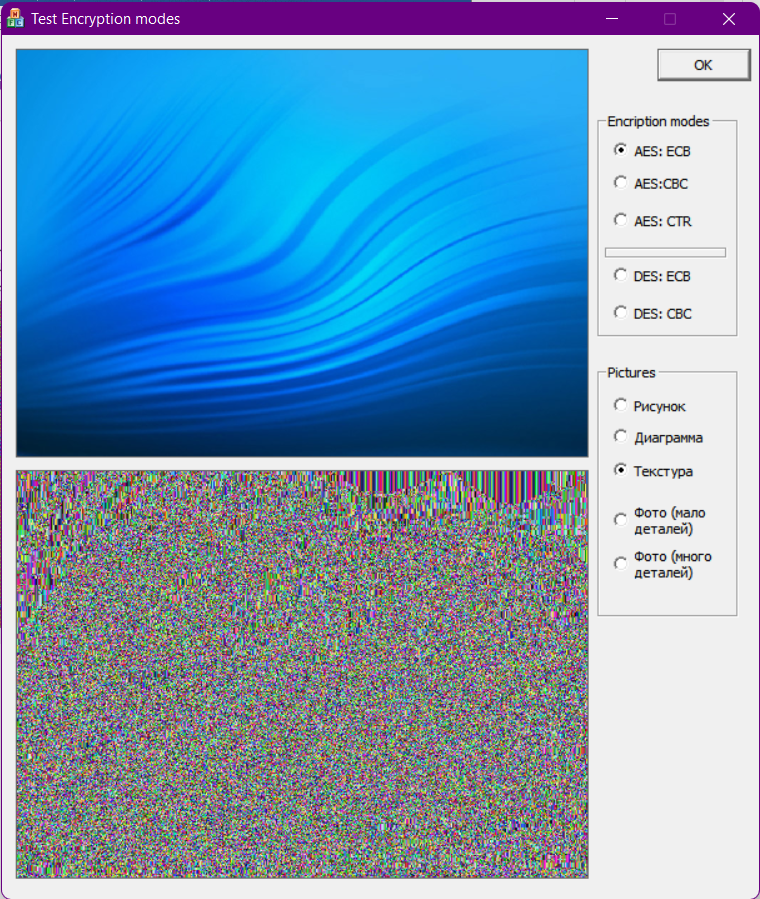 Test Encryption modes
OK
Encription modes
AES: ECB
AES:CBC
AES: CTR
DES: ECB
DES: CBC
Pictures
Рисунок
Диаграмма
Текстура
Фото (мало
деталей)
Фото (много
деталей)